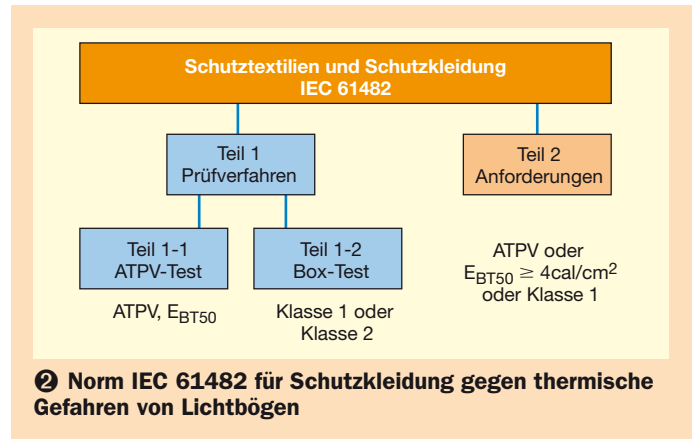 Schutztextilien und Schutzkleidung
IEC 61482
Teil 1
Prüfverfahren
Teil 2
Anforderungen
Teil 1-1
ATPV-Test
Teil 1-2
Box-Test
ATPV oder
E_BT50 ≥ 4cal/cm²
oder Klasse 1
ATPV, E_BT50
Klasse 1 oder
Klasse 2
❷ Norm IEC 61482 für Schutzkleidung gegen thermische
Gefahren von Lichtbögen